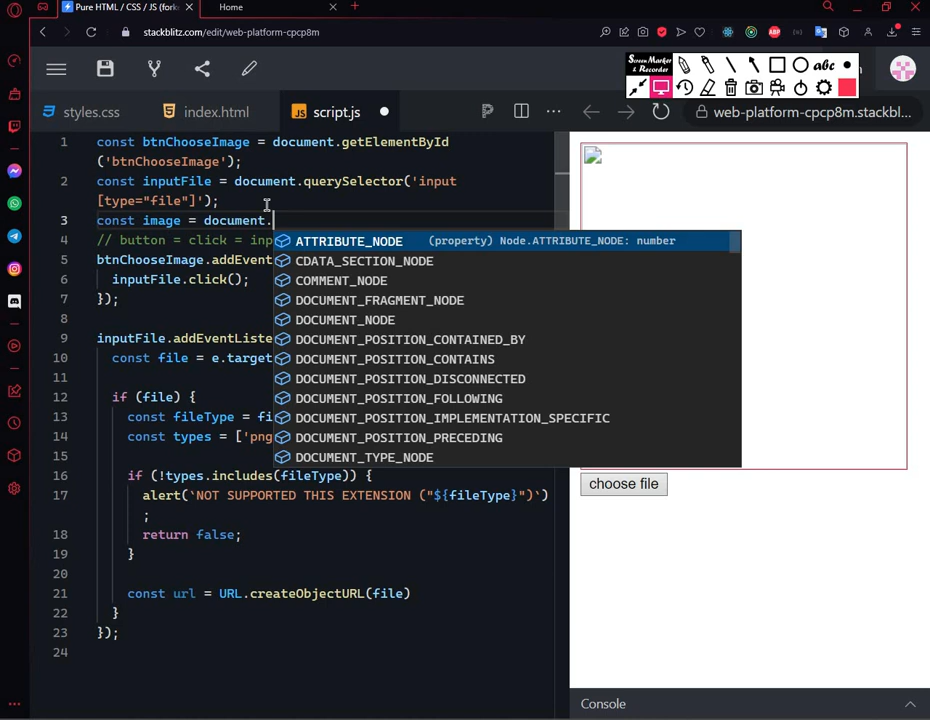 Pure HTML / CSS / JS (fork
Home
stackblitz.com/edit/web-platform-cpcp8m
Screen Marker
& Recorder
abc
styles.css
index.html
JS script.js
web-platform-cpcp8m.stackbl...
1 const btnChooseImage = document.getElementById
('btnChooseImage');
2 const inputFile = document.querySelector('input
[type="file"]');
3 const image = document.
4 // button = click = inp
5 btnChooseImage.addEvent
6 inputFile.click();
7 });
8
9 inputFile.addEventListe
10 const file = e.target
11
12 if (file) {
13 const fileType = fi
14 const types = ['png
15
16 if (!types.includes(fileType)) {
17 alert(`NOT SUPPORTED THIS EXTENSION ("${fileType}")`)
;
18 return false;
19 }
20
21 const url = URL.createObjectURL(file)
22 }
23 });
24
ATTRIBUTE_NODE (property) Node.ATTRIBUTE_NODE: number
CDATA_SECTION_NODE
COMMENT_NODE
DOCUMENT_FRAGMENT_NODE
DOCUMENT_NODE
DOCUMENT_POSITION_CONTAINED_BY
DOCUMENT_POSITION_CONTAINS
DOCUMENT_POSITION_DISCONNECTED
DOCUMENT_POSITION_FOLLOWING
DOCUMENT_POSITION_IMPLEMENTATION_SPECIFIC
DOCUMENT_POSITION_PRECEDING
DOCUMENT_TYPE_NODE
choose file
Console